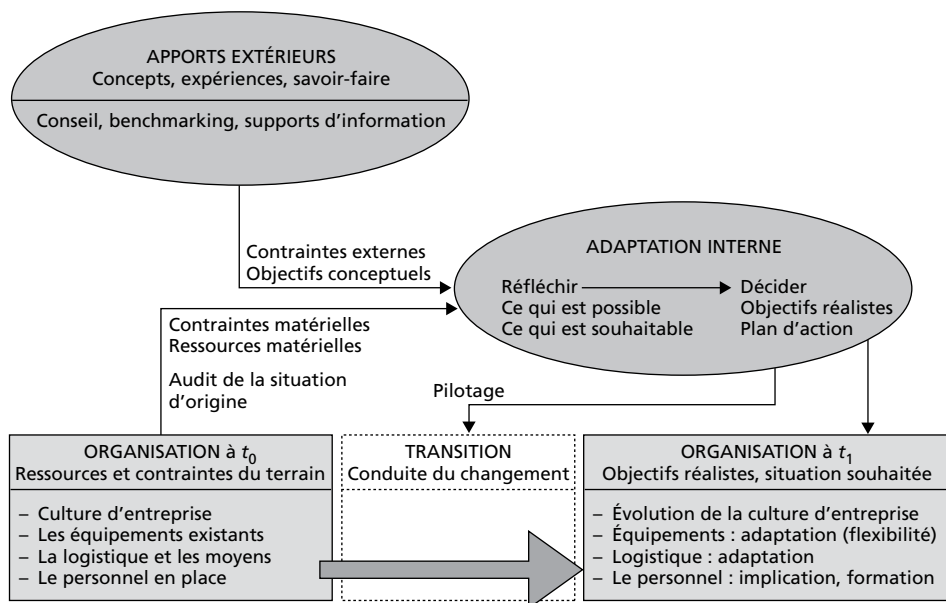 APPORTS EXTÉRIEURS
Concepts, expériences, savoir-faire
Conseil, benchmarking, supports d'information
Contraintes externes
Objectifs conceptuels
ADAPTATION INTERNE
Réfléchir
Ce qui est possible
Ce qui est souhaitable
Décider
Objectifs réalistes
Plan d'action
Contraintes matérielles
Ressources matérielles
Audit de la situation
d'origine
Pilotage
ORGANISATION à t0
Ressources et contraintes du terrain
– Culture d'entreprise
– Les équipements existants
– La logistique et les moyens
– Le personnel en place
TRANSITION
Conduite du changement
ORGANISATION à t1
Objectifs réalistes, situation souhaitée
– Évolution de la culture d'entreprise
– Équipements : adaptation (flexibilité)
– Logistique : adaptation
– Le personnel : implication, formation